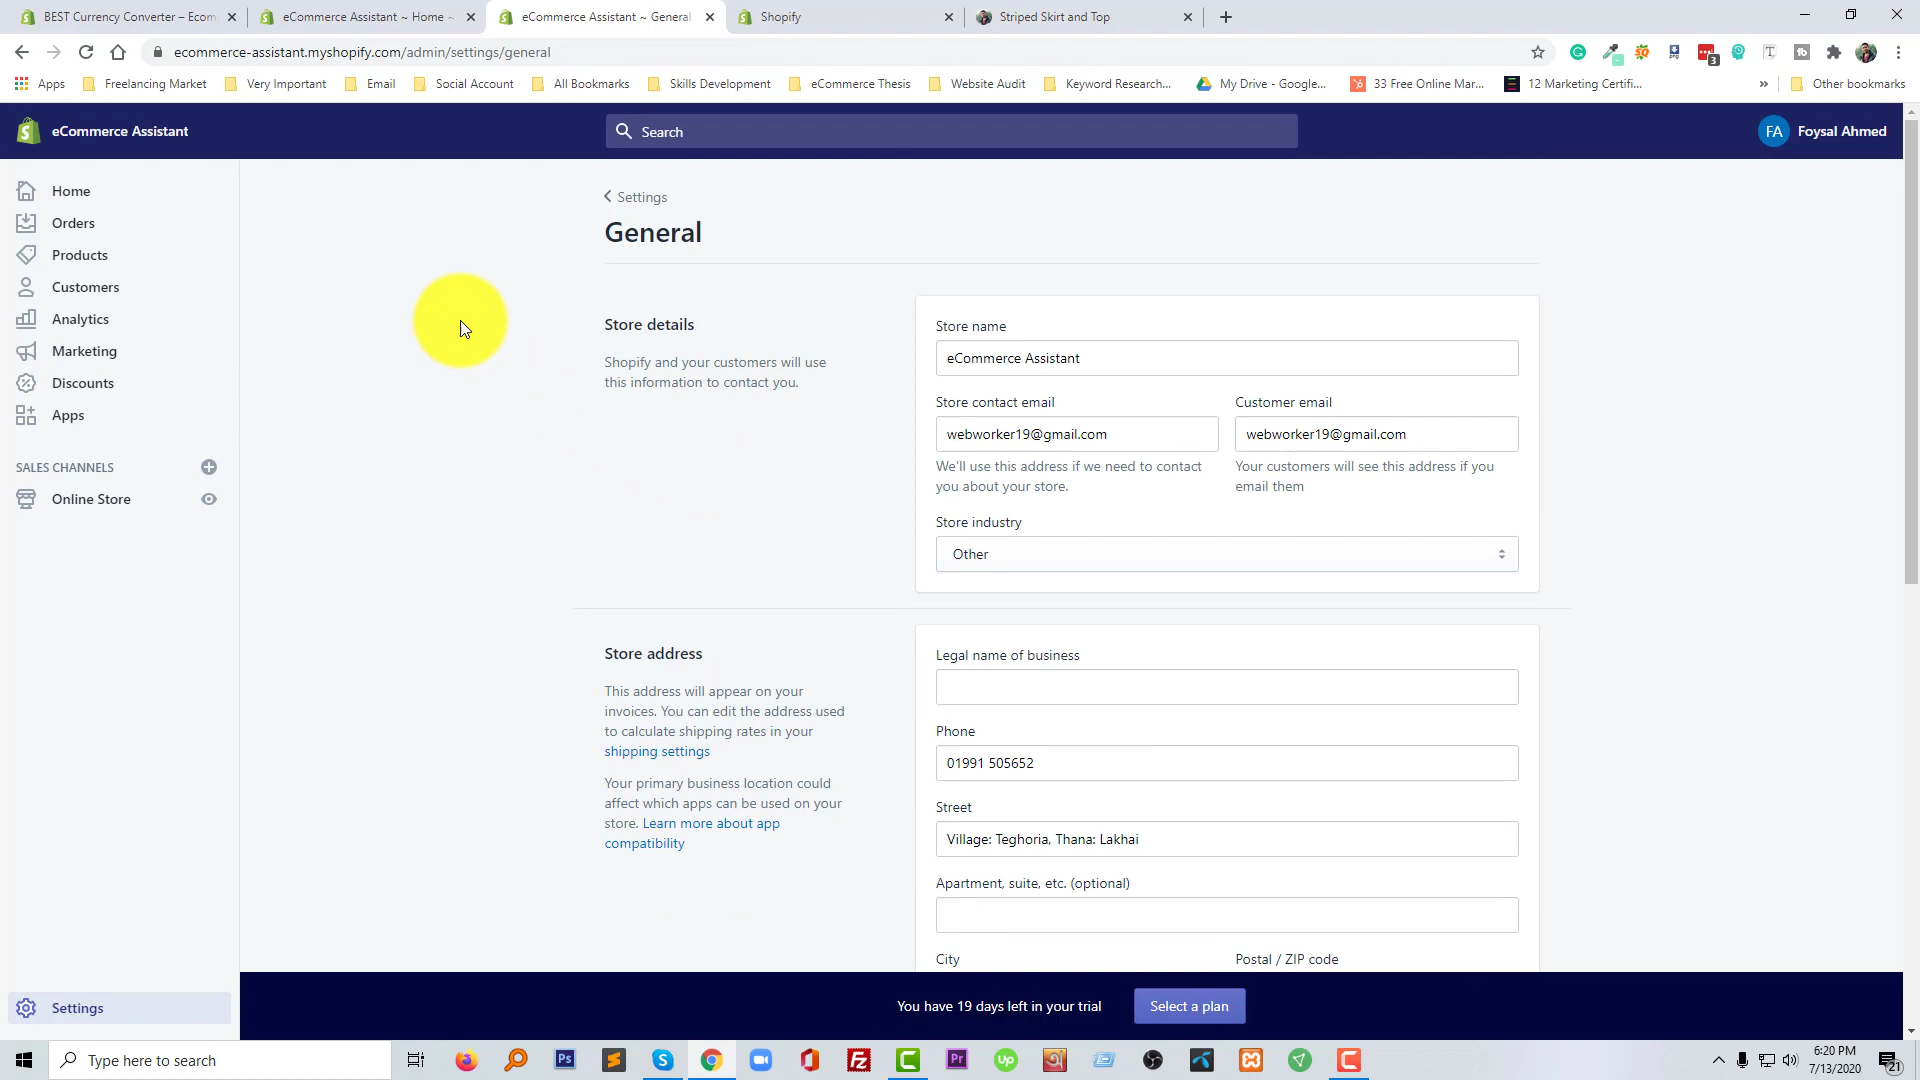 BEST Currency Converter – Ecom
eCommerce Assistant ~ Home ~
eCommerce Assistant ~ General
Shopify
Striped Skirt and Top
ecommerce-assistant.myshopify.com/admin/settings/general
Apps
Freelancing Market
Very Important
Email
Social Account
All Bookmarks
Skills Development
eCommerce Thesis
Website Audit
Keyword Research...
My Drive - Google...
33 Free Online Mar...
12 Marketing Certifi...
»
Other bookmarks
eCommerce Assistant
Search
FA
Foysal Ahmed
Home
Orders
Products
Customers
Analytics
Marketing
Discounts
Apps
SALES CHANNELS
Online Store
Settings
Settings
General
Store details
Shopify and your customers will use
this information to contact you.
Store name
eCommerce Assistant
Store contact email
Customer email
webworker19@gmail.com
webworker19@gmail.com
We'll use this address if we need to contact
you about your store.
Your customers will see this address if you
email them
Store industry
Other
Store address
This address will appear on your
invoices. You can edit the address used
to calculate shipping rates in your
shipping settings
Your primary business location could
affect which apps can be used on your
store. Learn more about app
compatibility
Legal name of business
Phone
01991 505652
Street
Village: Teghoria, Thana: Lakhai
Apartment, suite, etc. (optional)
City
Postal / ZIP code
You have 19 days left in your trial
Select a plan
Type here to search
Ps
Pr
Up
6:20 PM
7/13/2020
21